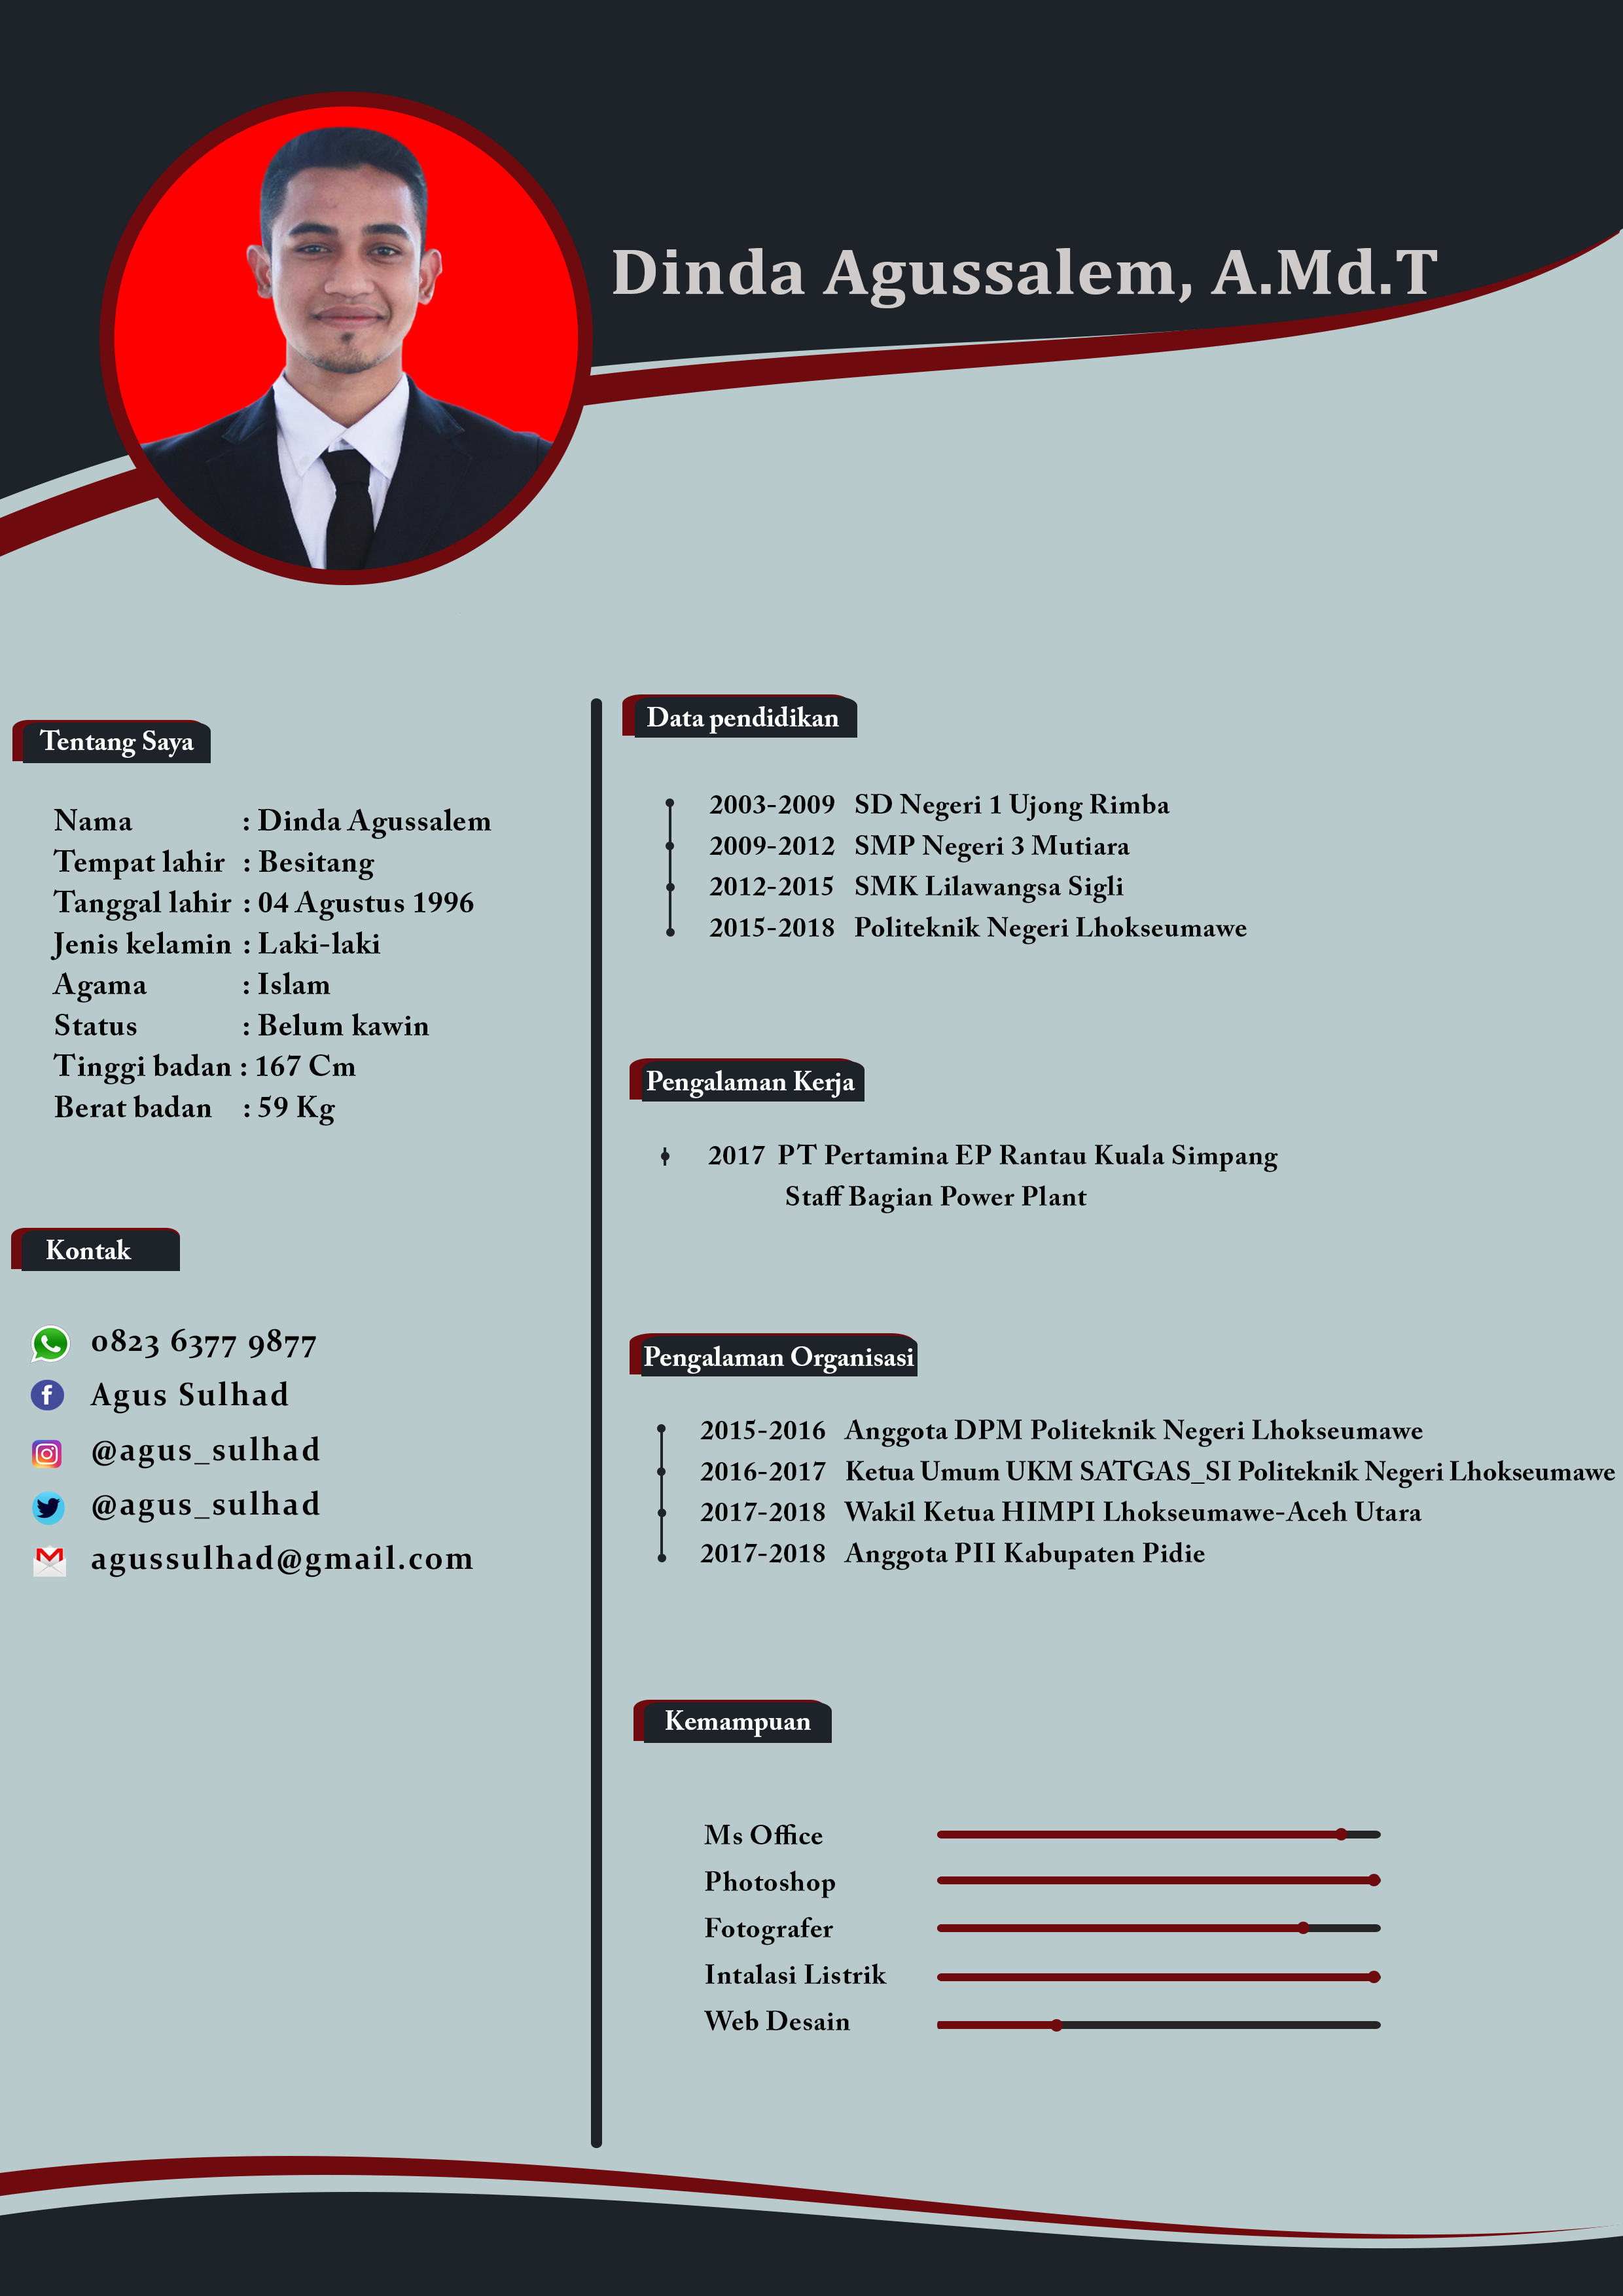 Dinda Agussalem, A.Md.T
Tentang Saya
Nama : Dinda Agussalem
Tempat lahir : Besitang
Tanggal lahir : 04 Agustus 1996
Jenis kelamin : Laki-laki
Agama : Islam
Status : Belum kawin
Tinggi badan : 167 Cm
Berat badan : 59 Kg
Kontak
0823 6377 9877
Agus Sulhad
@agus_sulhad
@agus_sulhad
agussulhad@gmail.com
Data pendidikan
2003-2009 SD Negeri 1 Ujong Rimba
2009-2012 SMP Negeri 3 Mutiara
2012-2015 SMK Lilawangsa Sigli
2015-2018 Politeknik Negeri Lhokseumawe
Pengalaman Kerja
2017 PT Pertamina EP Rantau Kuala Simpang
Staff Bagian Power Plant
Pengalaman Organisasi
2015-2016 Anggota DPM Politeknik Negeri Lhokseumawe
2016-2017 Ketua Umum UKM SATGAS_SI Politeknik Negeri Lhokseumawe
2017-2018 Wakil Ketua HIMPI Lhokseumawe-Aceh Utara
2017-2018 Anggota PII Kabupaten Pidie
Kemampuan
Ms Office
Photoshop
Fotografer
Intalasi Listrik
Web Desain